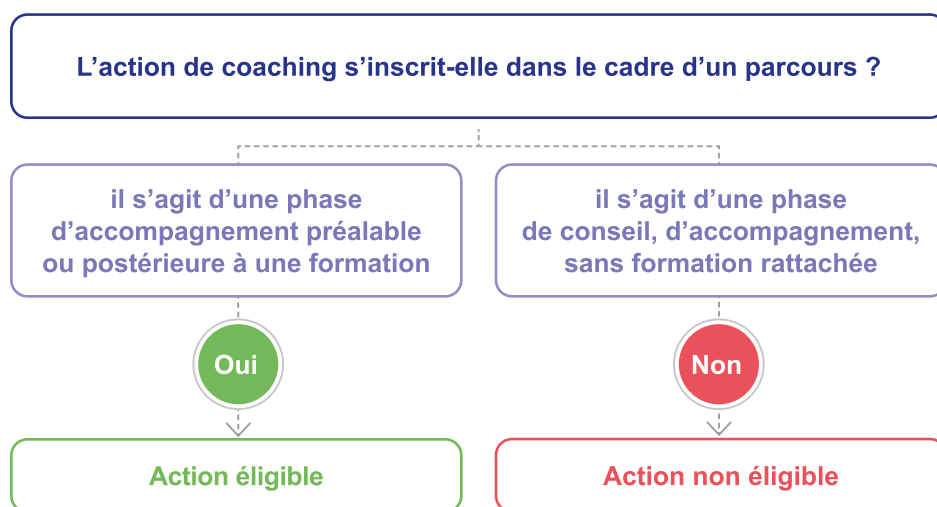 L’action de coaching s’inscrit-elle dans le cadre d’un parcours ?
il s’agit d’une phase
d’accompagnement préalable
ou postérieure à une formation
il s’agit d’une phase
de conseil, d’accompagnement,
sans formation rattachée
Oui
Non
Action éligible
Action non éligible